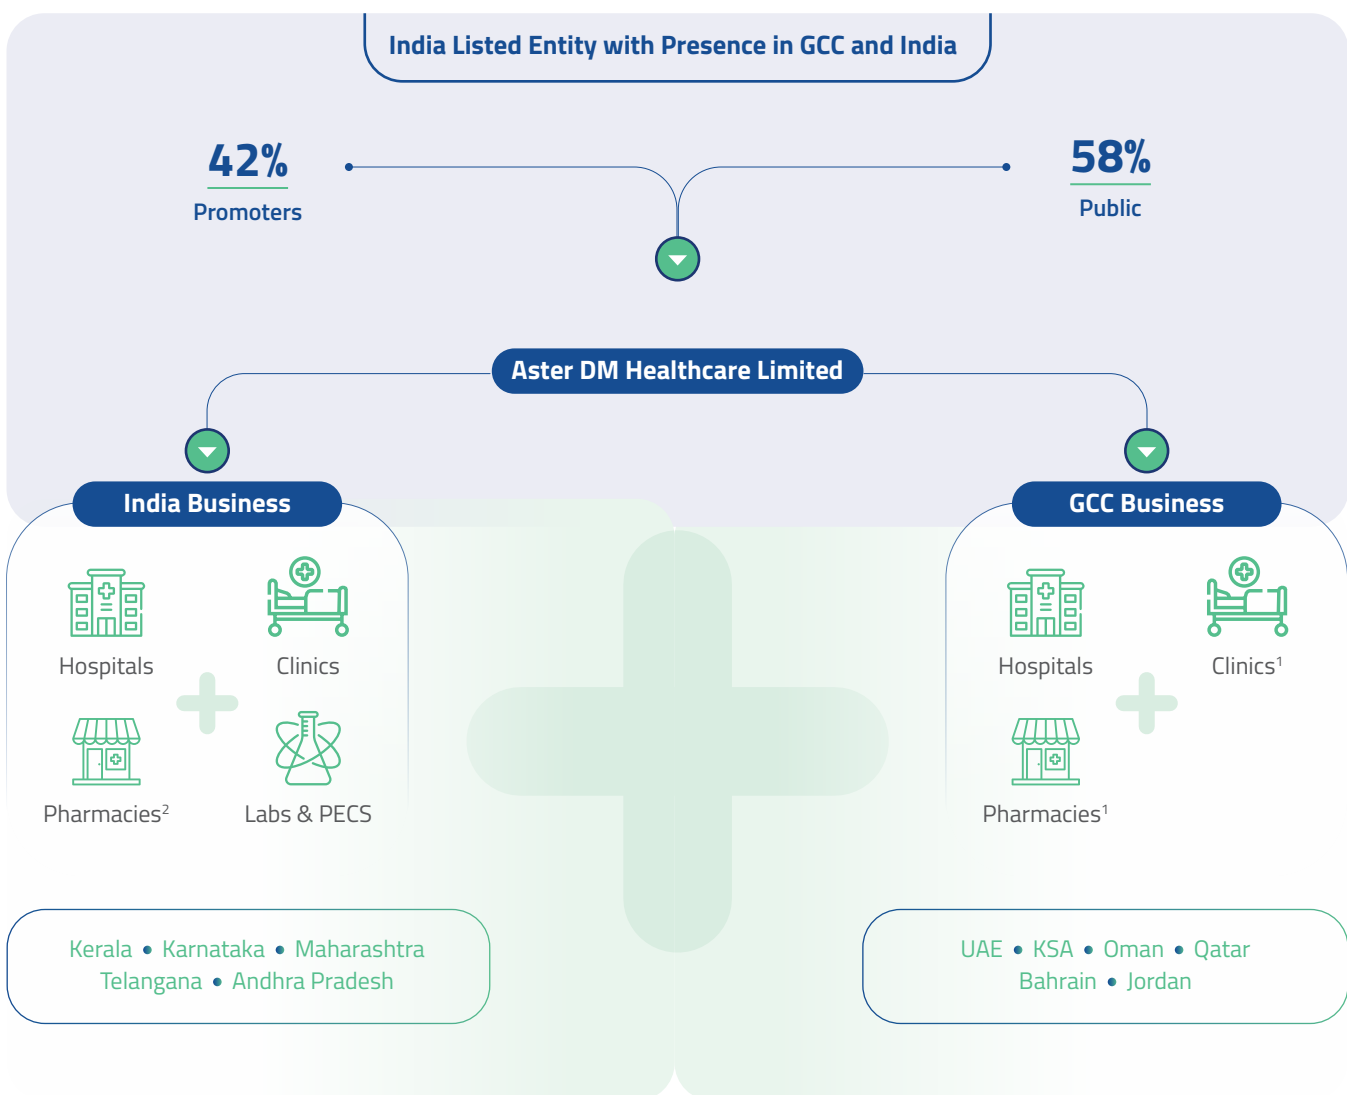 India Listed Entity with Presence in GCC and India
42%
Promoters
58%
Public
Aster DM Healthcare Limited
India Business
Hospitals
Clinics
Pharmacies²
Labs & PECS
Kerala • Karnataka • Maharashtra
Telangana • Andhra Pradesh
GCC Business
Hospitals
Clinics¹
Pharmacies¹
UAE • KSA • Oman • Qatar
Bahrain • Jordan